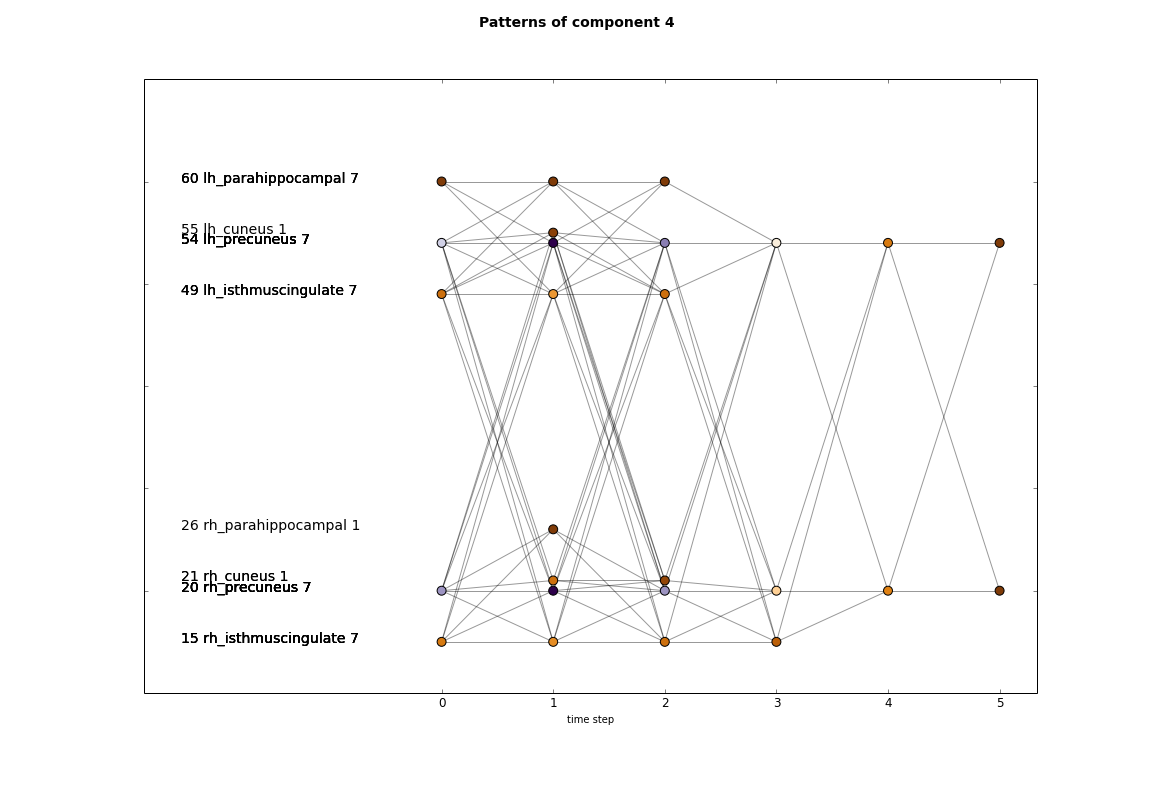 Patterns of component 4
60 lh_parahippocampal 7
55 lh_cuneus 1
54 lh_precuneus 7
49 lh_isthmuscingulate 7
26 rh_parahippocampal 1
21 rh_cuneus 1
20 rh_precuneus 7
15 rh_isthmuscingulate 7
0 1 2 3 4 5
time step